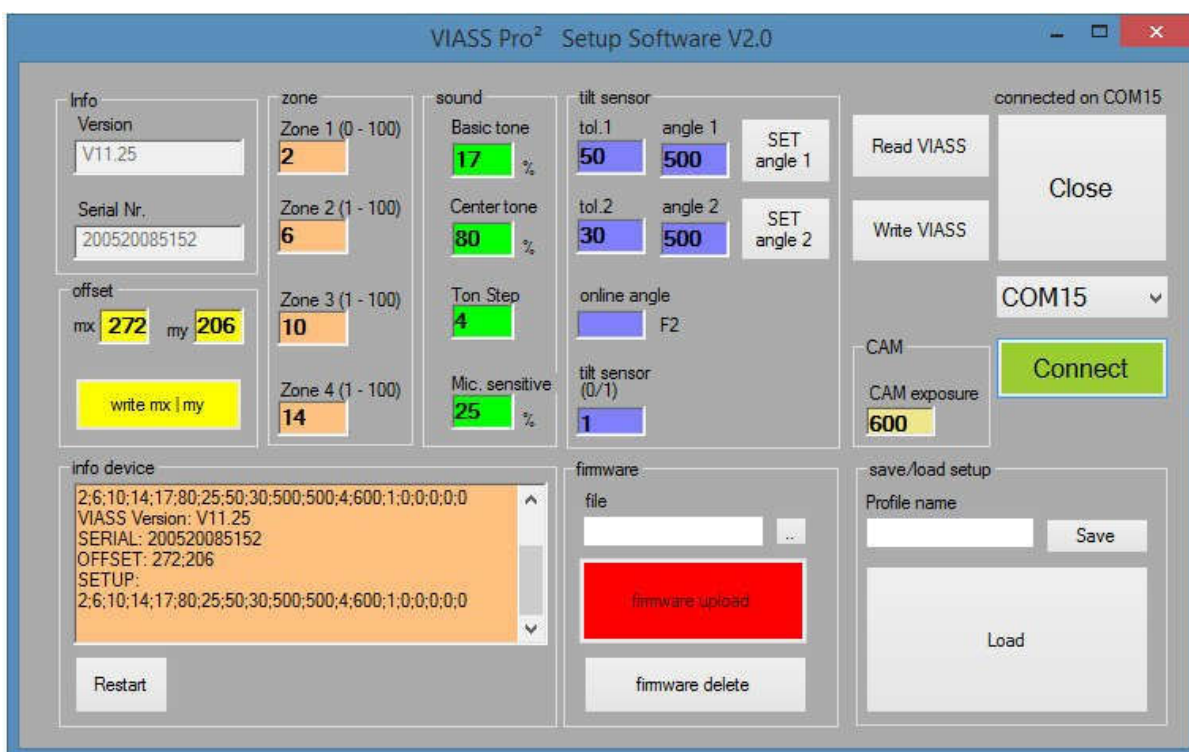 VIASS Pro² Setup Software V2.0
Info
Version
V11.25
Serial Nr.
200520085152
offset
mx 272 my 206
write mx | my
zone
Zone 1 (0 - 100)
2
Zone 2 (1 - 100)
6
Zone 3 (1 - 100)
10
Zone 4 (1 - 100)
14
sound
Basic tone
17 %
Center tone
80 %
Ton Step
4
Mic. sensitive
25 %
tilt sensor
tol.1 angle 1
50 500
SET
angle 1
tol.2 angle 2
30 500
SET
angle 2
online angle
F2
tilt sensor
(0/1)
1
Read VIASS
Write VIASS
connected on COM15
Close
COM15
Connect
CAM
CAM exposure
600
info device
2;6;10;14;17;80;25;50;30;500;500;4;600;1;0;0;0;0;0
VIASS Version: V11.25
SERIAL: 200520085152
OFFSET: 272;206
SETUP:
2;6;10;14;17;80;25;50;30;500;500;4;600;1;0;0;0;0;0
Restart
firmware
file
..
firmware upload
firmware delete
save/load setup
Profile name
Save
Load